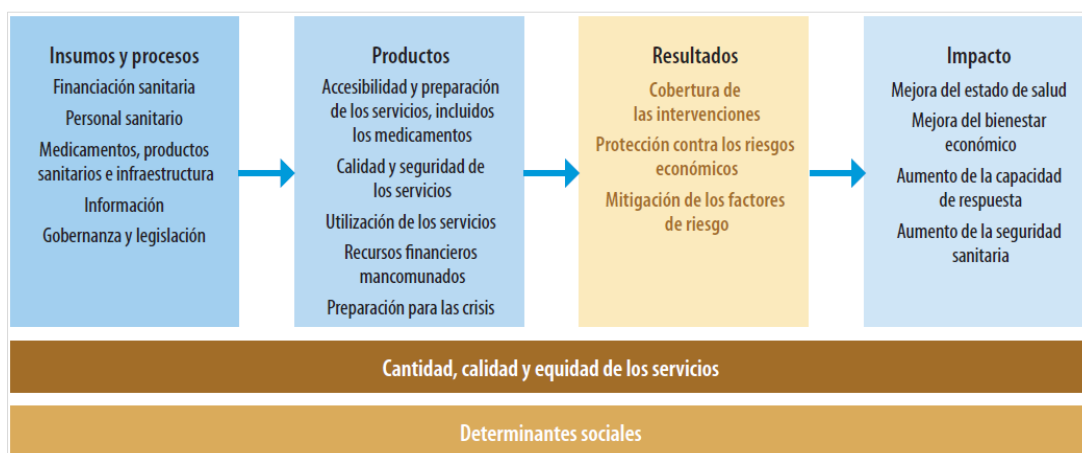 Insumos y procesos
Financiación sanitaria
Personal sanitario
Medicamentos, productos
sanitarios e infraestructura
Información
Gobernanza y legislación
Productos
Accesibilidad y preparación
de los servicios, incluidos
los medicamentos
Calidad y seguridad de
los servicios
Utilización de los servicios
Recursos financieros
mancomunados
Preparación para las crisis
Resultados
Cobertura de
las intervenciones
Protección contra los riesgos
económicos
Mitigación de los factores
de riesgo
Impacto
Mejora del estado de salud
Mejora del bienestar
económico
Aumento de la capacidad
de respuesta
Aumento de la seguridad
sanitaria
Cantidad, calidad y equidad de los servicios
Determinantes sociales